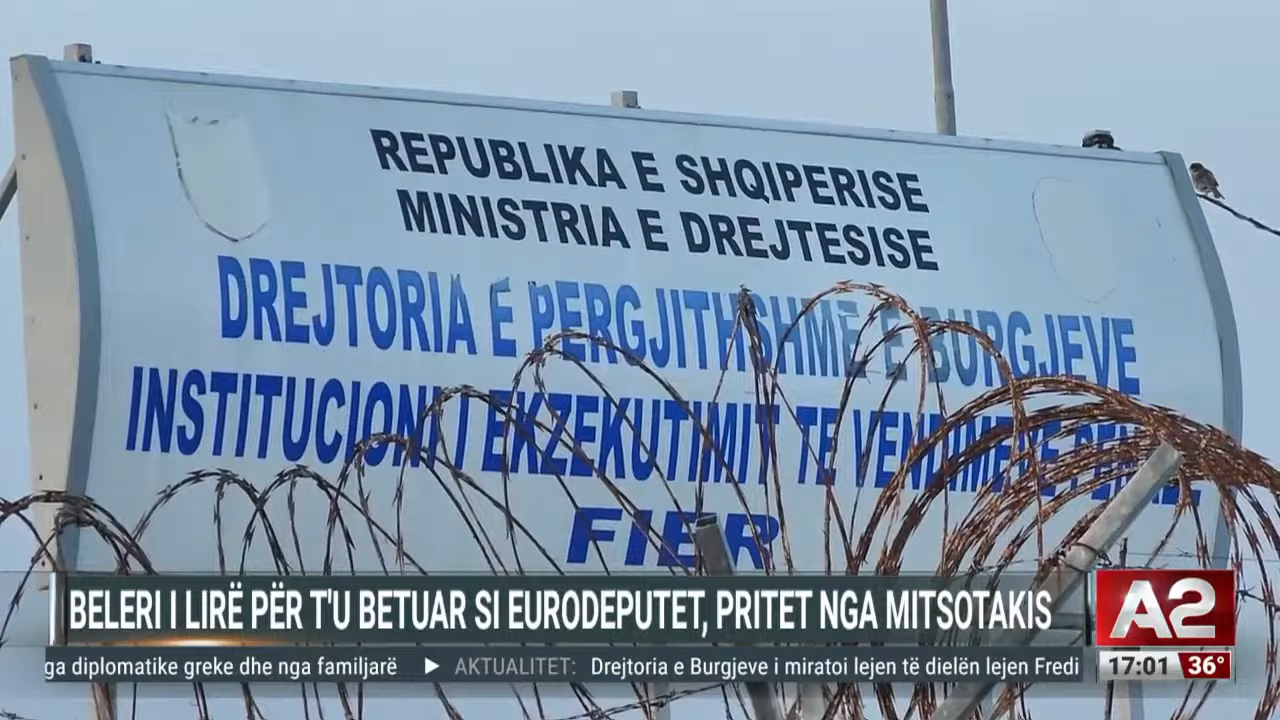 REPUBLIKA E SHQIPERISE
MINISTRIA E DREJTESISE
DREJTORIA E PERGJITHSHME E BURGJEVE
INSTITUCIONI I EKZEKUTIMIT TE VENDIMEVE PENALE
FIER
BELERI I LIRË PËR T'U BETUAR SI EURODEPUTET, PRITET NGA MITSOTAKIS
A2
ga diplomatike greke dhe nga familjarë ▶ AKTUALITET: Drejtoria e Burgjeve i miratoi lejen të dielën lejen Fredi
17:01 36°